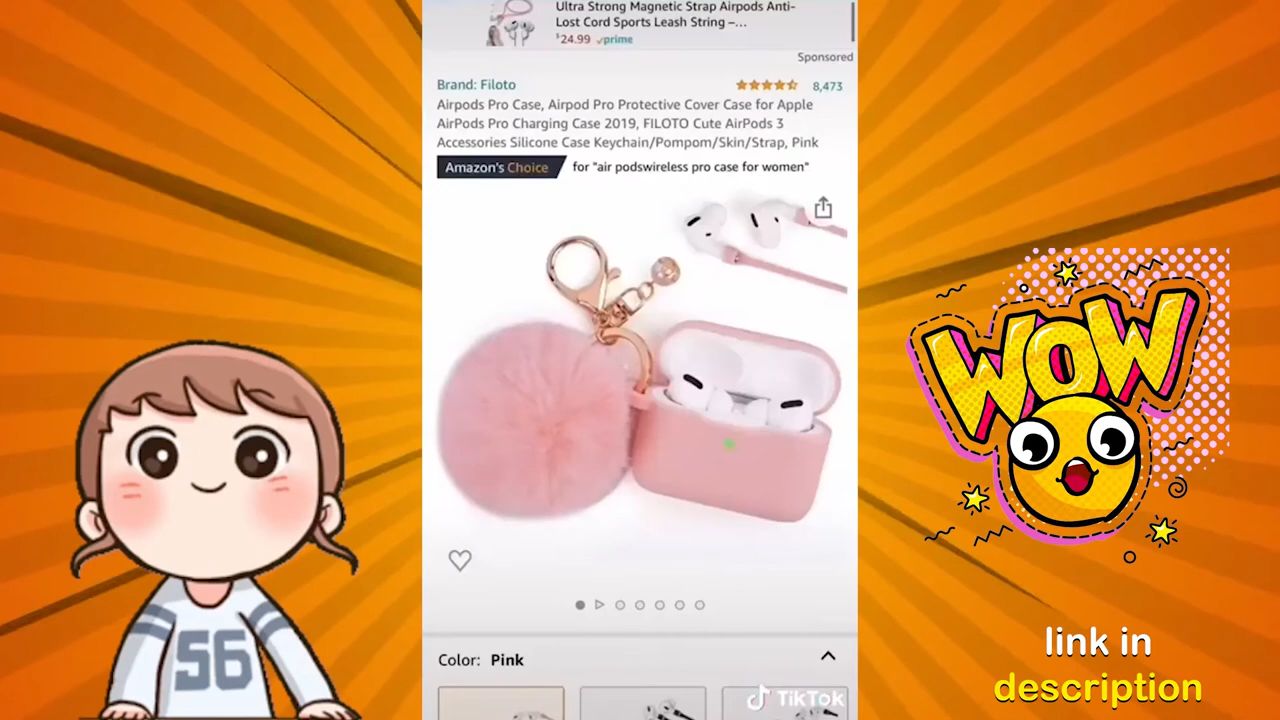 Ultra Strong Magnetic Strap Airpods Anti-
Lost Cord Sports Leash String –...
$24.99 prime
Sponsored
Brand: Filoto
8,473
Airpods Pro Case, Airpod Pro Protective Cover Case for Apple
AirPods Pro Charging Case 2019, FILOTO Cute AirPods 3
Accessories Silicone Case Keychain/Pompom/Skin/Strap, Pink
Amazon's Choice for "air podswireless pro case for women"
WOW
56
link in
description
Color: Pink
TikTok